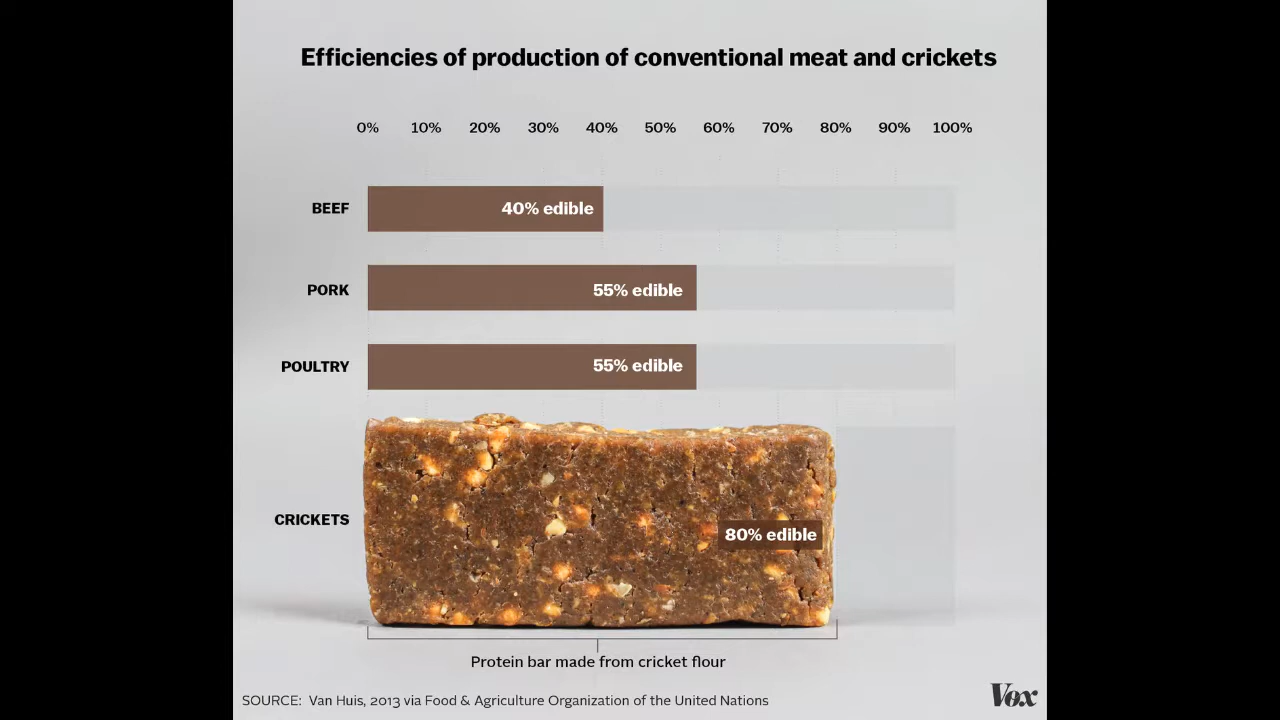 Efficiencies of production of conventional meat and crickets
0% 10% 20% 30% 40% 50% 60% 70% 80% 90% 100%
BEEF 40% edible
PORK 55% edible
POULTRY 55% edible
CRICKETS 80% edible
Protein bar made from cricket flour
SOURCE: Van Huis, 2013 via Food & Agriculture Organization of the United Nations
Vox